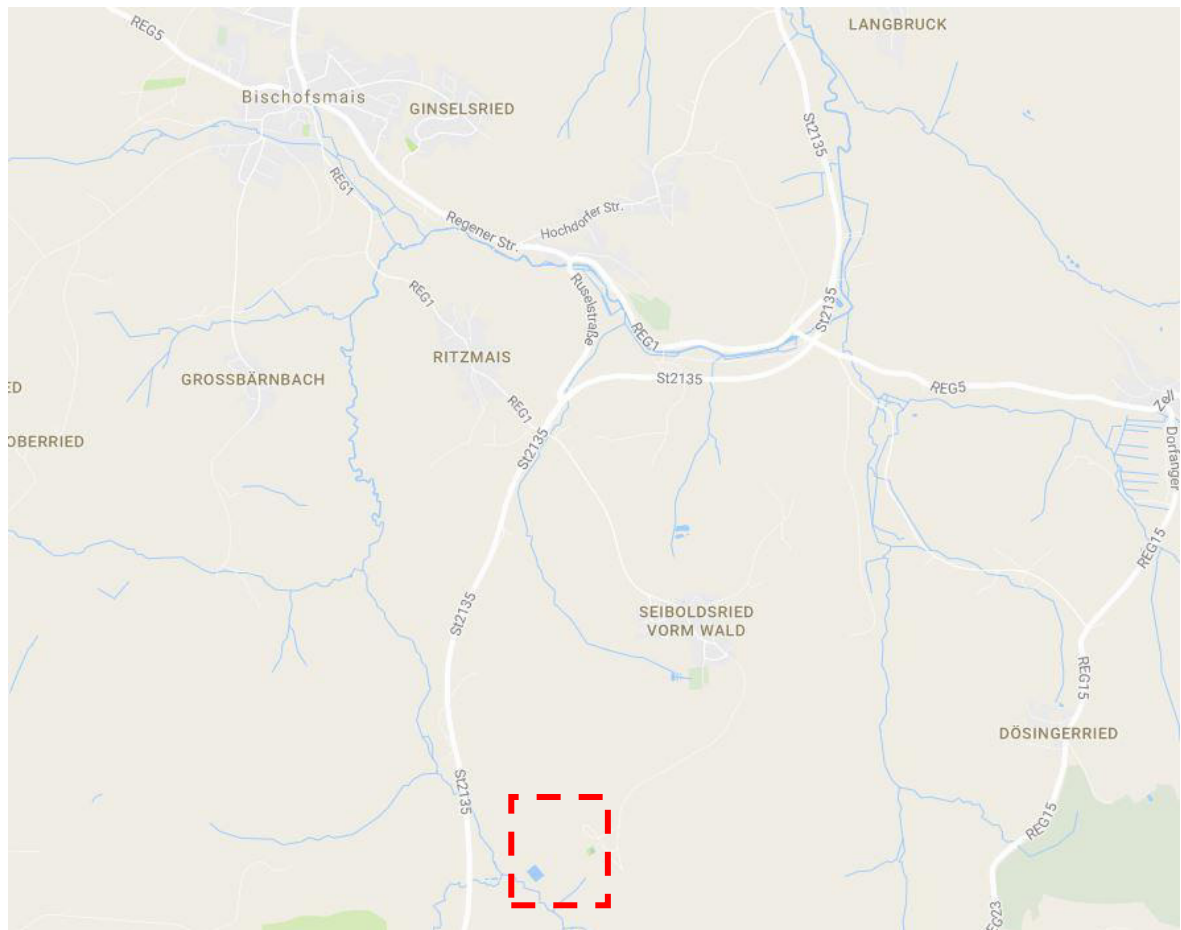 REG5
LANGBRUCK
Bischofsmais
GINSELSRIED
St2135
REG1
Hochdorfer Str.
Regener Str.
REG1
Ruselstraße
St2135
REG1
RITZMAIS
St2135
GROSSBÄRNBACH
REG5
ED
REG1
Zell
OBERRIED
St2135
Dorfanger
REG15
St2135
SEIBOLDSRIED
VORM WALD
REG15
DÖSINGERRIED
St2135
REG15
EG23